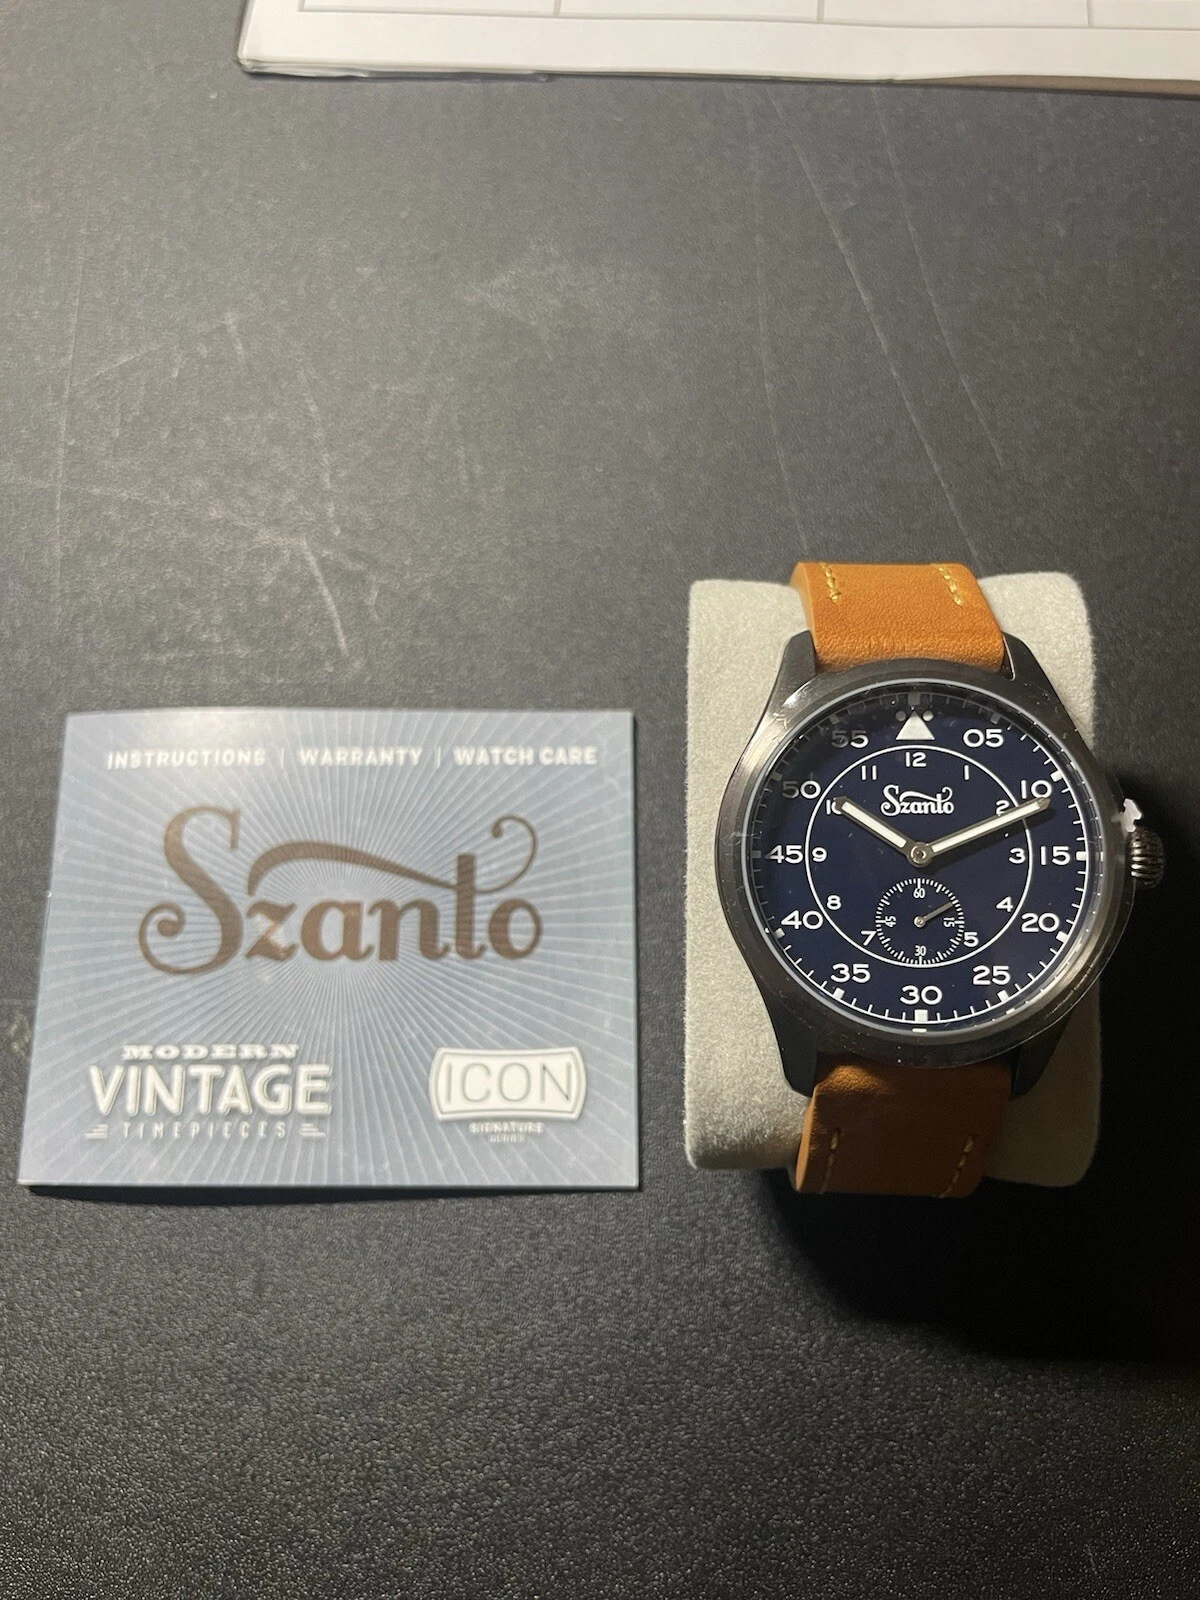 INSTRUCTIONS | WARRANTY | WATCH CARE
Szanto
MODERN
VINTAGE
TIMEPIECES
ICON
SIGNATURE
SERIES
55 05
50 10
45 15
40 20
35 25
30
12
11 1
10 2
9 3
8 4
7 5
Szanto
60
45 15
30